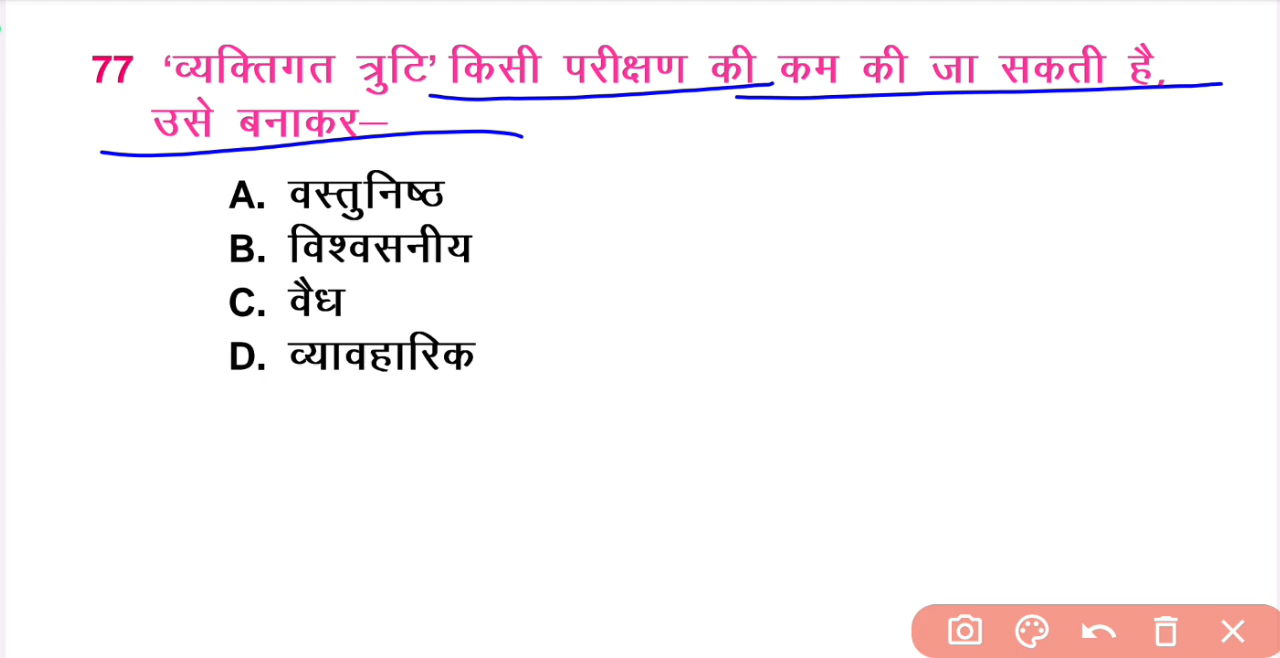 77 ‘व्यक्तिगत त्रुटि’ किसी परीक्षण की कम की जा सकती है,
उसे बनाकर–
A. वस्तुनिष्ठ
B. विश्वसनीय
C. वैध
D. व्यावहारिक